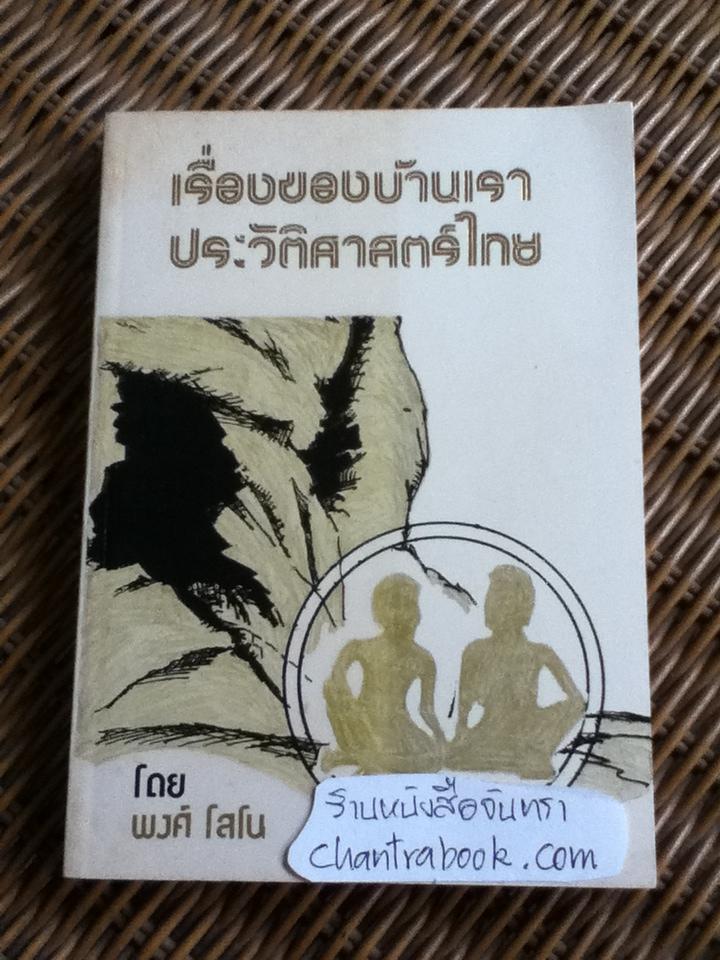 เรื่องของบ้านเรา
ประวัติศาสตร์ไทย
โดย
พงศ์ โสโน
ร้านหนังสือจันทรา
chantrabook.com